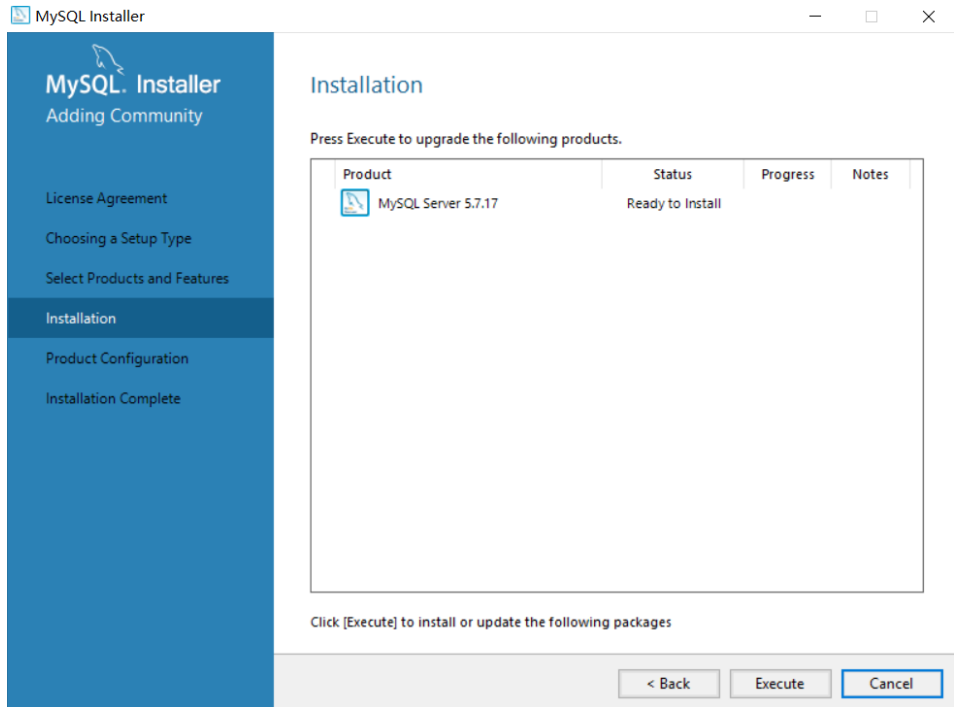 MySQL Installer
MySQL. Installer
Adding Community
License Agreement
Choosing a Setup Type
Select Products and Features
Installation
Product Configuration
Installation Complete
Installation
Press Execute to upgrade the following products.
Product Status Progress Notes
MySQL Server 5.7.17 Ready to Install
Click [Execute] to install or update the following packages
< Back Execute Cancel